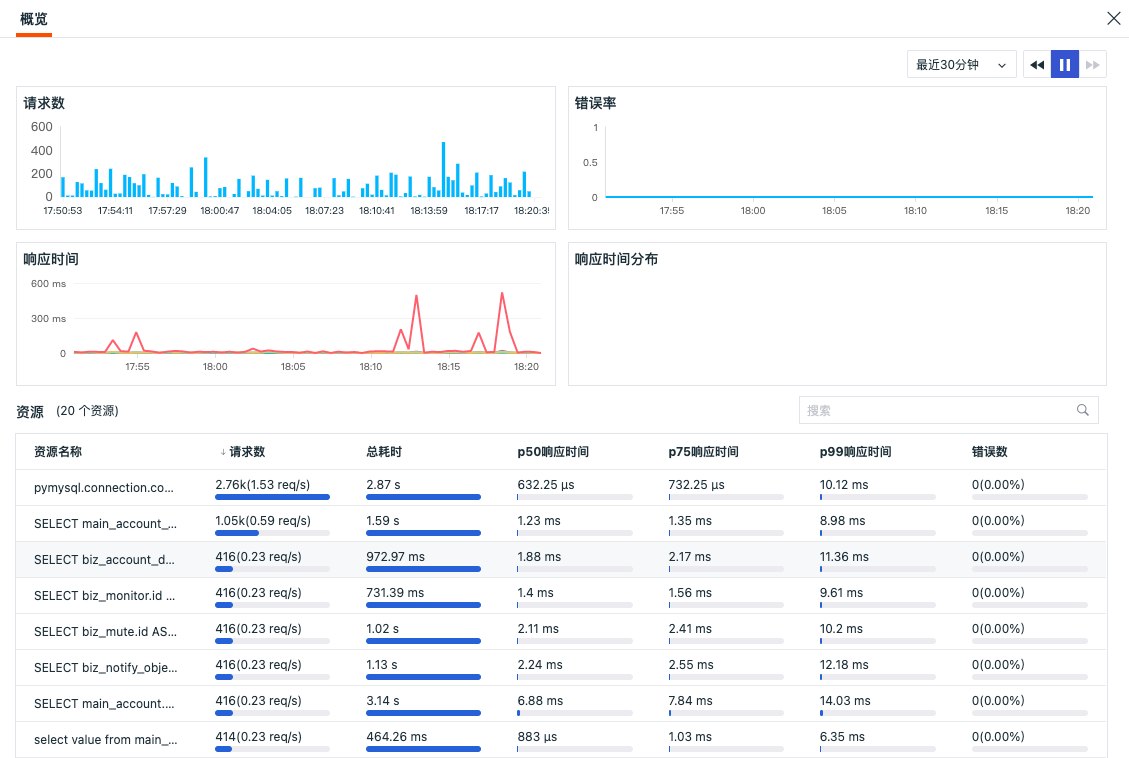 概览
最近30分钟
请求数
600
400
200
0
17:50:53 17:54:11 17:57:29 18:00:47 18:04:05 18:07:23 18:10:41 18:13:59 18:17:17 18:20:35
错误率
1
0.5
0
17:55 18:00 18:05 18:10 18:15 18:20
响应时间
600 ms
300 ms
0
17:55 18:00 18:05 18:10 18:15 18:20
响应时间分布
资源 (20 个资源)
搜索
资源名称 ↓ 请求数 总耗时 p50响应时间 p75响应时间 p99响应时间 错误数
pymysql.connection.co... 2.76k(1.53 req/s) 2.87 s 632.25 µs 732.25 µs 10.12 ms 0(0.00%)
SELECT main_account_... 1.05k(0.59 req/s) 1.59 s 1.23 ms 1.35 ms 8.98 ms 0(0.00%)
SELECT biz_account_d... 416(0.23 req/s) 972.97 ms 1.88 ms 2.17 ms 11.36 ms 0(0.00%)
SELECT biz_monitor.id ... 416(0.23 req/s) 731.39 ms 1.4 ms 1.56 ms 9.61 ms 0(0.00%)
SELECT biz_mute.id AS... 416(0.23 req/s) 1.02 s 2.11 ms 2.41 ms 10.2 ms 0(0.00%)
SELECT biz_notify_obje... 416(0.23 req/s) 1.13 s 2.24 ms 2.55 ms 12.18 ms 0(0.00%)
SELECT main_account.... 416(0.23 req/s) 3.14 s 6.88 ms 7.84 ms 14.03 ms 0(0.00%)
select value from main_... 414(0.23 req/s) 464.26 ms 883 µs 1.03 ms 6.35 ms 0(0.00%)